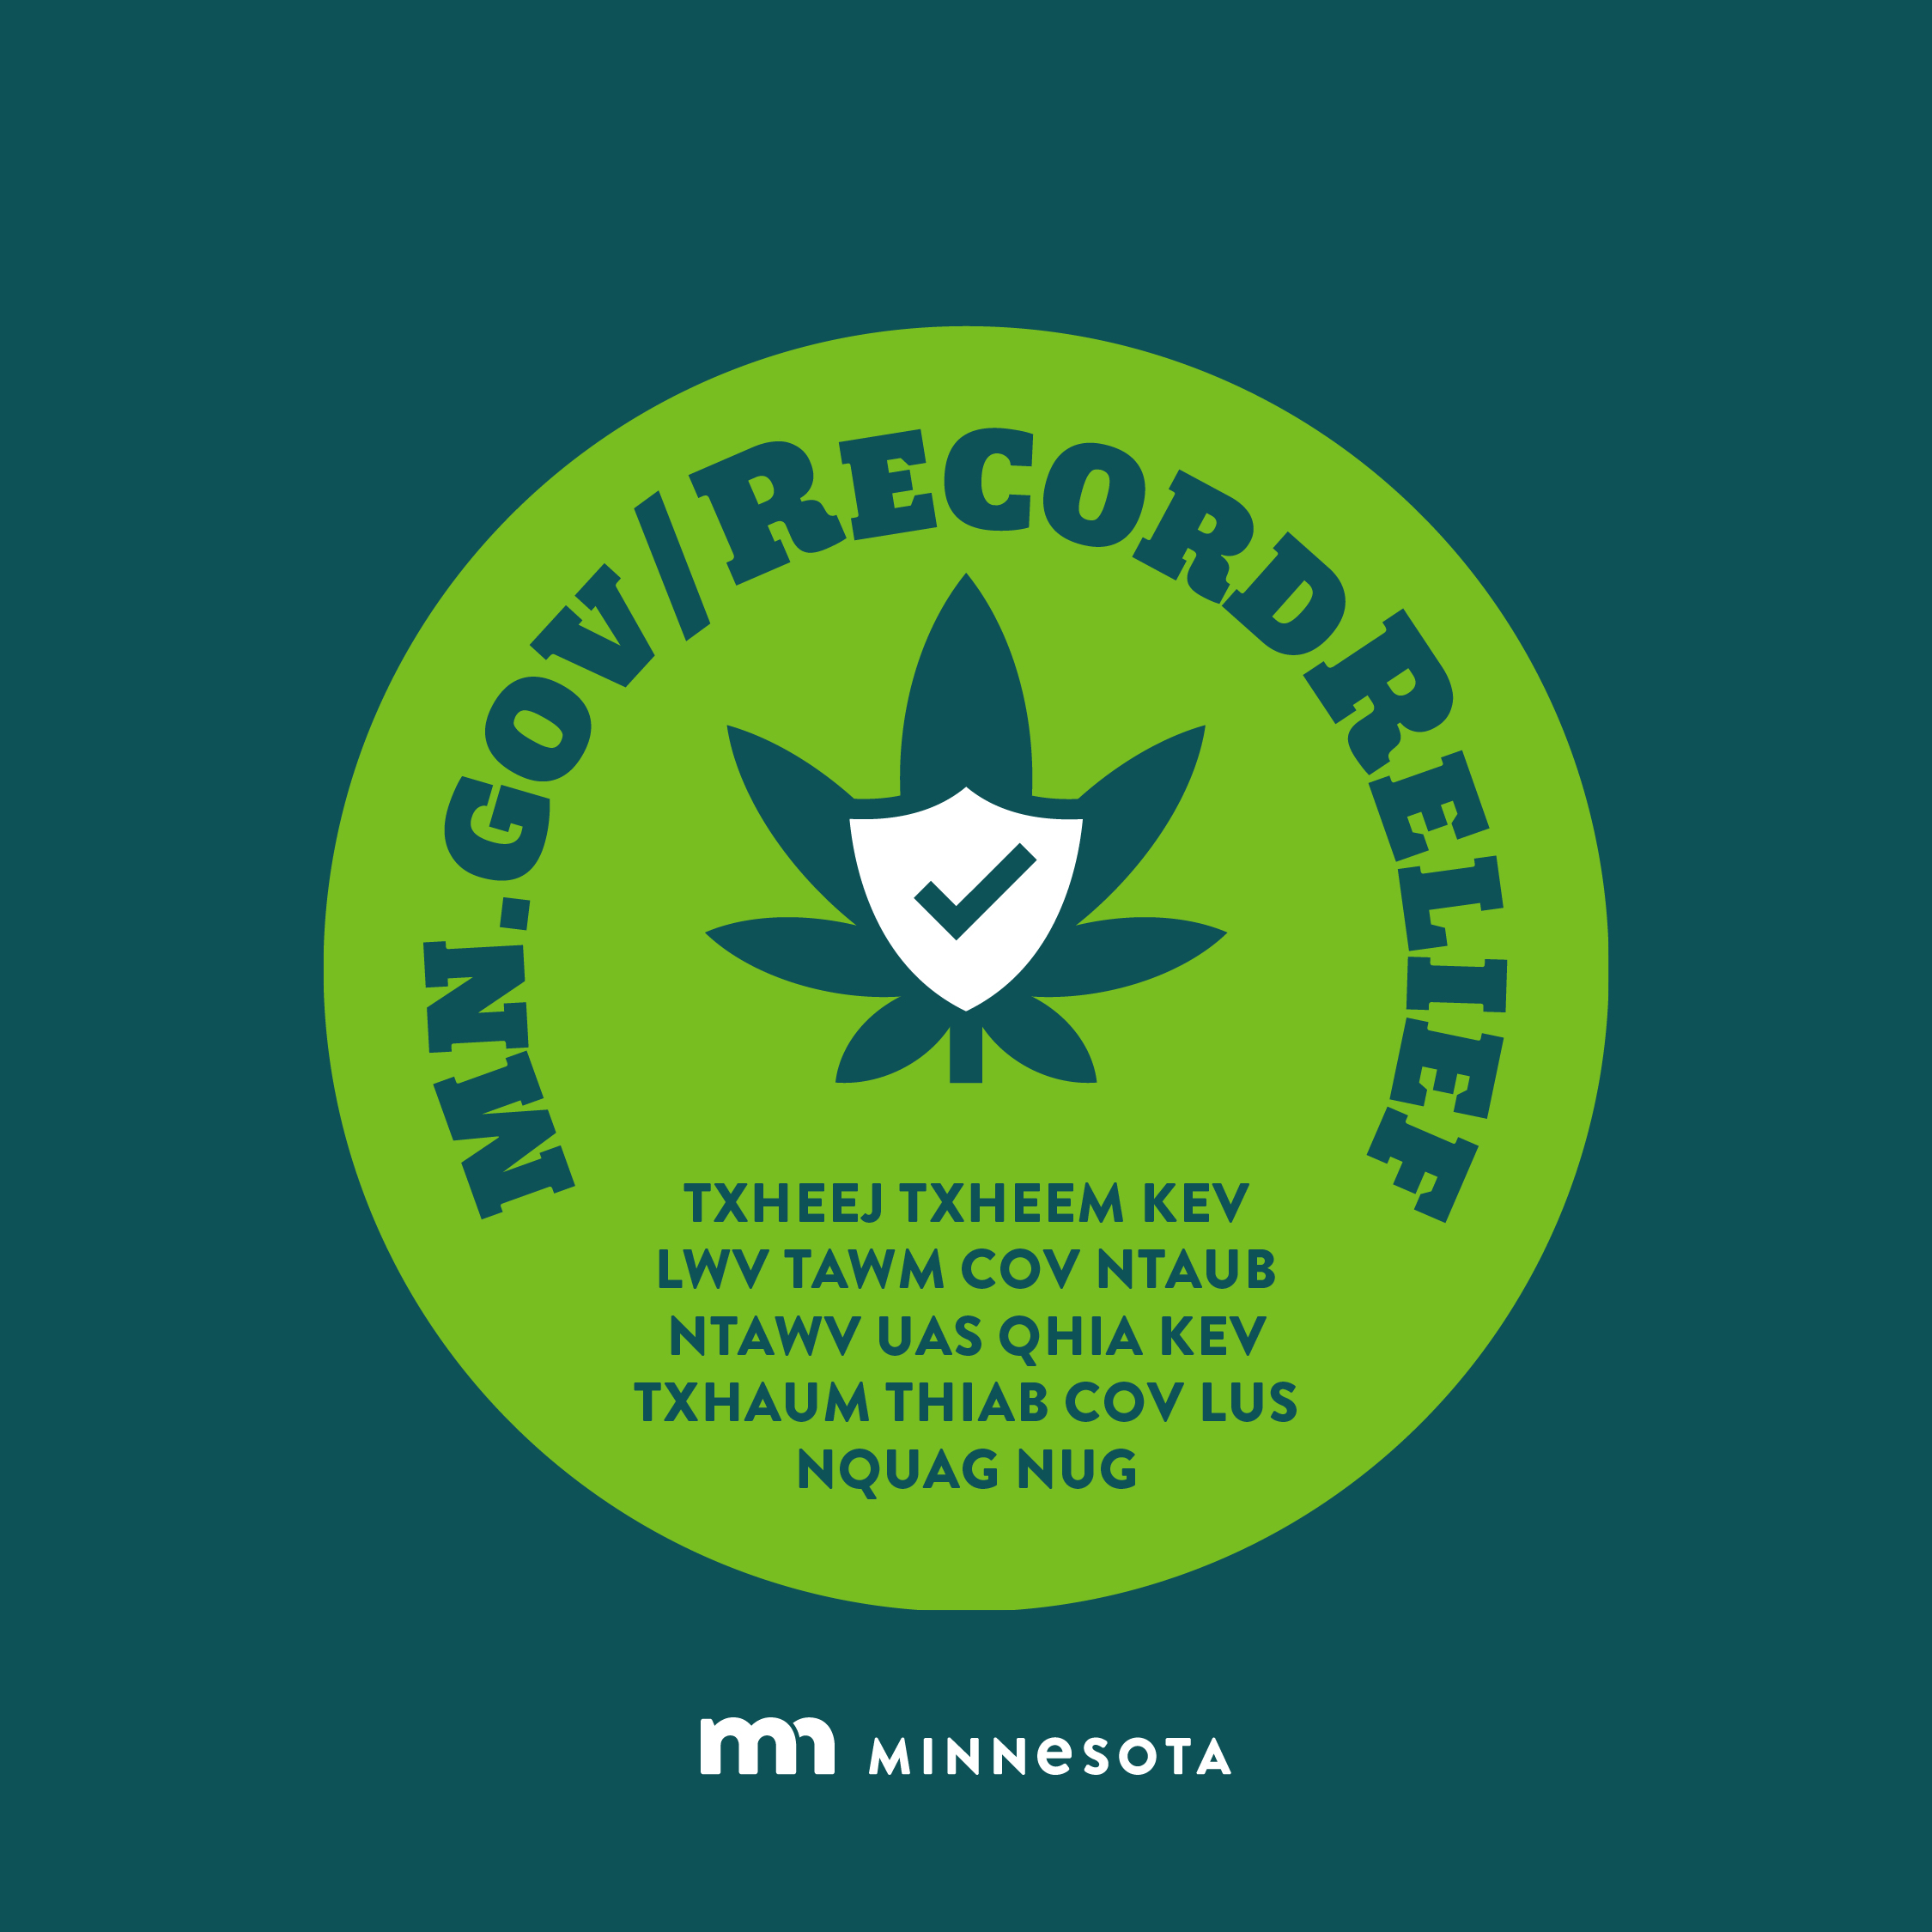 MN.GOV/RECORDRELIEF
TXHEEJ TXHEEM KEV
LWV TAWM COV NTAUB
NTAWV UAS QHIA KEV
TXHAUM THIAB COV LUS
NQUAG NUG
mn MINNeSOTA